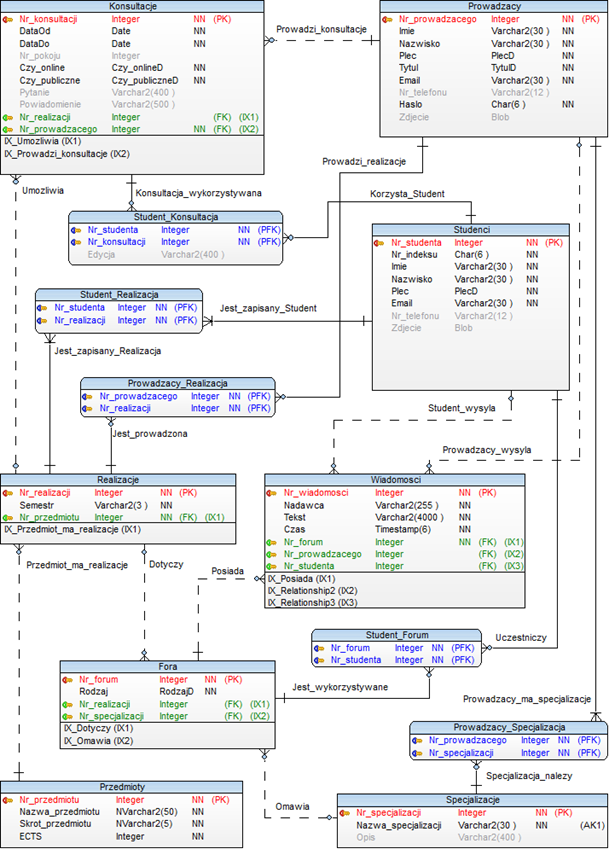 Konsultacje
Nr_konsultacji Integer NN (PK)
DataOd Date NN
DataDo Date NN
Nr_pokoju Integer
Czy_online Czy_onlineD NN
Czy_publiczne Czy_publiczneD NN
Pytanie Varchar2(400 )
Powiadomienie Varchar2(500 )
Nr_realizacji Integer (FK) (IX1)
Nr_prowadzacego Integer NN (FK) (IX2)
IX_Umozliwia (IX1)
IX_Prowadzi_konsultacje (IX2)
Prowadzi_konsultacje
Prowadzacy
Nr_prowadzacego Integer NN (PK)
Imie Varchar2(30 ) NN
Nazwisko Varchar2(30 ) NN
Plec PlecD NN
Tytul TytulD NN
Email Varchar2(30 ) NN
Nr_telefonu Varchar2(12 )
Haslo Char(6 ) NN
Zdjecie Blob
Prowadzi_realizacje
Umozliwia
Konsultacja_wykorzystywana
Korzysta_Student
Student_Konsultacja
Nr_studenta Integer NN (PFK)
Nr_konsultacji Integer NN (PFK)
Edycja Varchar2(400 )
Studenci
Nr_studenta Integer NN (PK)
Nr_indeksu Char(6 ) NN
Imie Varchar2(30 ) NN
Nazwisko Varchar2(30 ) NN
Plec PlecD NN
Email Varchar2(30 ) NN
Nr_telefonu Varchar2(12 )
Zdjecie Blob
Student_Realizacja
Nr_studenta Integer NN (PFK)
Nr_realizacji Integer NN (PFK)
Jest_zapisany_Student
Jest_zapisany_Realizacja
Prowadzacy_Realizacja
Nr_prowadzacego Integer NN (PFK)
Nr_realizacji Integer NN (PFK)
Jest_prowadzona
Student_wysyla
Prowadzacy_wysyla
Realizacje
Nr_realizacji Integer NN (PK)
Semestr Varchar2(3 ) NN
Nr_przedmiotu Integer NN (FK) (IX1)
IX_Przedmiot_ma_realizacje (IX1)
Wiadomosci
Nr_wiadomosci Integer NN (PK)
Nadawca Varchar2(255 ) NN
Tekst Varchar2(4000 ) NN
Czas Timestamp(6) NN
Nr_forum Integer NN (FK) (IX1)
Nr_prowadzacego Integer (FK) (IX2)
Nr_studenta Integer (FK) (IX3)
IX_Posiada (IX1)
IX_Relationship2 (IX2)
IX_Relationship3 (IX3)
Przedmiot_ma_realizacje
Dotyczy
Posiada
Student_Forum
Nr_forum Integer NN (PFK)
Nr_studenta Integer NN (PFK)
Uczestniczy
Fora
Nr_forum Integer NN (PK)
Rodzaj RodzajD NN
Nr_realizacji Integer (FK) (IX1)
Nr_specjalizacji Integer (FK) (IX2)
IX_Dotyczy (IX1)
IX_Omawia (IX2)
Jest_wykorzystywane
Prowadzacy_ma_specjalizacje
Prowadzacy_Specjalizacja
Nr_prowadzacego Integer NN (PFK)
Nr_specjalizacji Integer NN (PFK)
Specjalizacja_nalezy
Omawia
Przedmioty
Nr_przedmiotu Integer NN (PK)
Nazwa_przedmiotu NVarchar2(50) NN
Skrot_przedmiotu NVarchar2(5) NN
ECTS Integer NN
Specjalizacje
Nr_specjalizacji Integer NN (PK)
Nazwa_specjalizacji Varchar2(30 ) NN (AK1)
Opis Varchar2(400 )